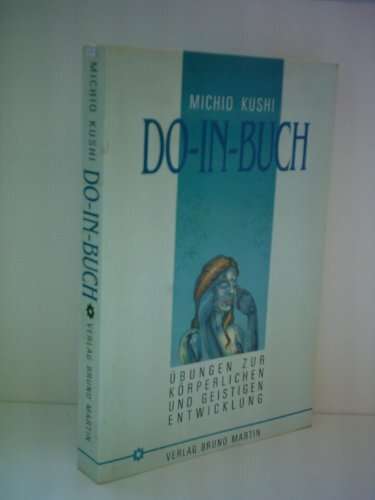 MICHIO KUSHI
DO-IN-BUCH
ÜBUNGEN ZUR
KÖRPERLICHEN
UND GEISTIGEN
ENTWICKLUNG
VERLAG BRUNO MARTIN
MICHIO KUSHI DO-IN-BUCH VERLAG BRUNO MARTIN